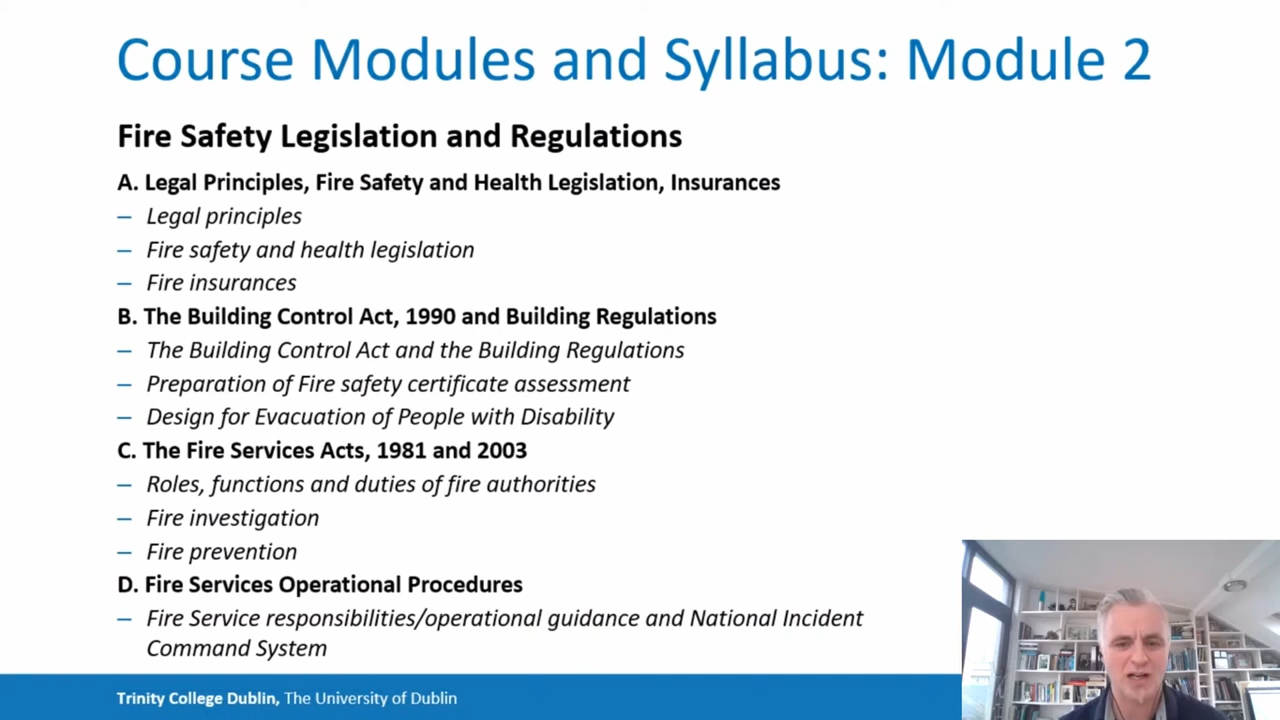 Course Modules and Syllabus: Module 2
Fire Safety Legislation and Regulations
A. Legal Principles, Fire Safety and Health Legislation, Insurances
– Legal principles
– Fire safety and health legislation
– Fire insurances
B. The Building Control Act, 1990 and Building Regulations
– The Building Control Act and the Building Regulations
– Preparation of Fire safety certificate assessment
– Design for Evacuation of People with Disability
C. The Fire Services Acts, 1981 and 2003
– Roles, functions and duties of fire authorities
– Fire investigation
– Fire prevention
D. Fire Services Operational Procedures
– Fire Service responsibilities/operational guidance and National Incident
Command System
Trinity College Dublin, The University of Dublin